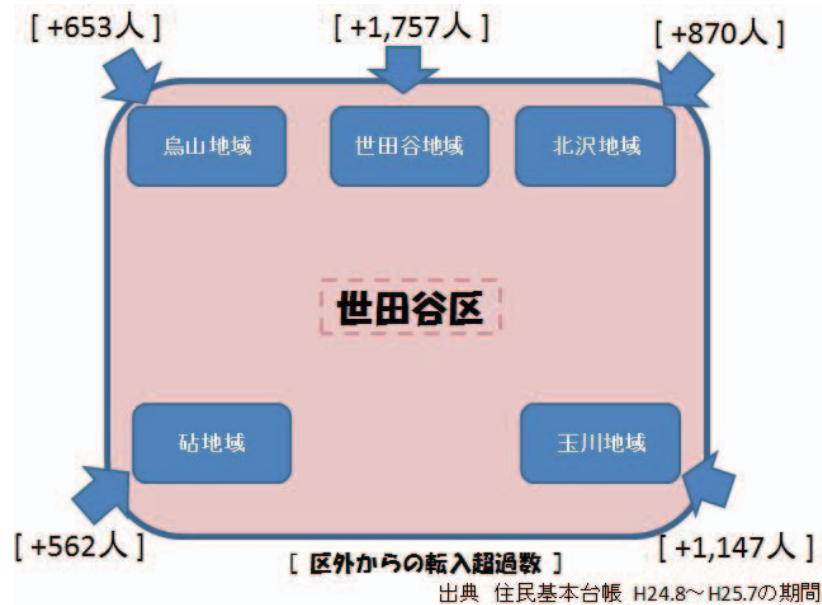 [ +653人 ]
[ +1,757人 ]
[ +870人 ]
烏山地域
世田谷地域
北沢地域
世田谷区
砧地域
玉川地域
[ +562人 ]
[ +1,147人 ]
[ 区外からの転入超過数 ]
出典 住民基本台帳 H24.8～H25.7の期間